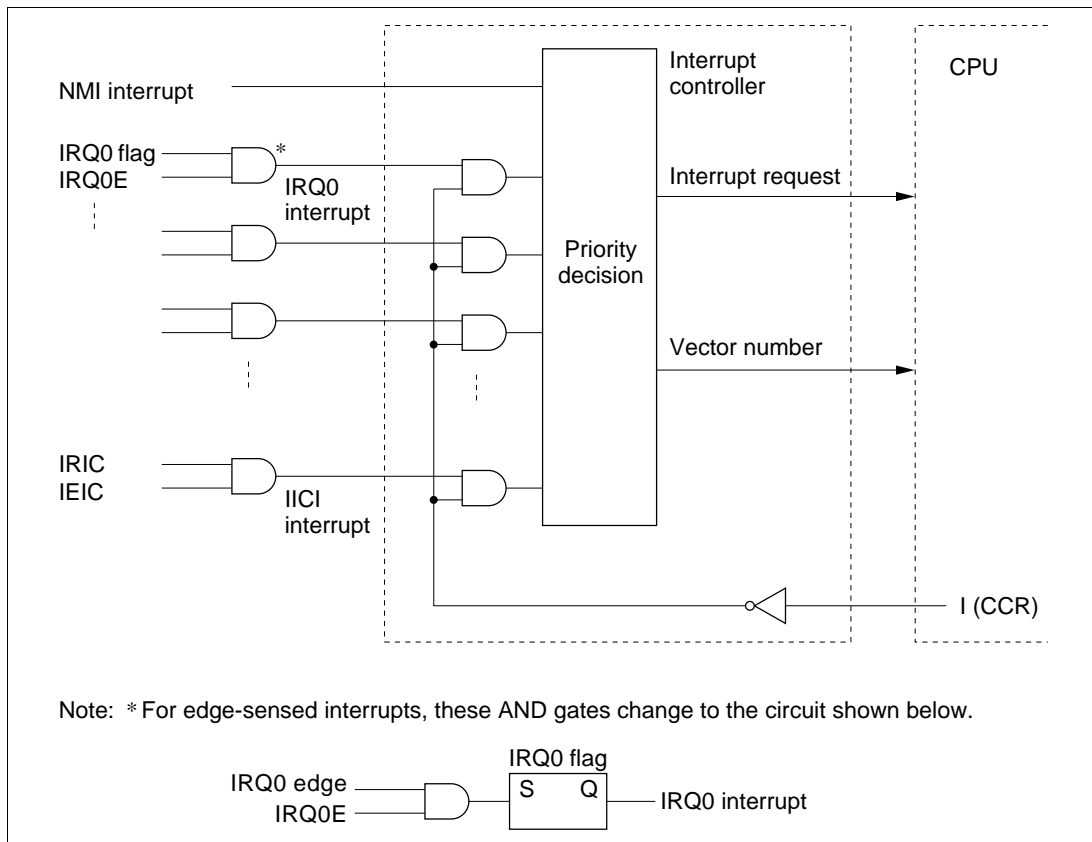 NMI interrupt
Interrupt
controller
CPU
IRQ0 flag
IRQ0E
*
IRQ0
interrupt
Interrupt request
Priority
decision
Vector number
IRIC
IEIC
IICI
interrupt
I (CCR)
Note: * For edge-sensed interrupts, these AND gates change to the circuit shown below.
IRQ0 flag
IRQ0 edge
IRQ0E
S Q
IRQ0 interrupt